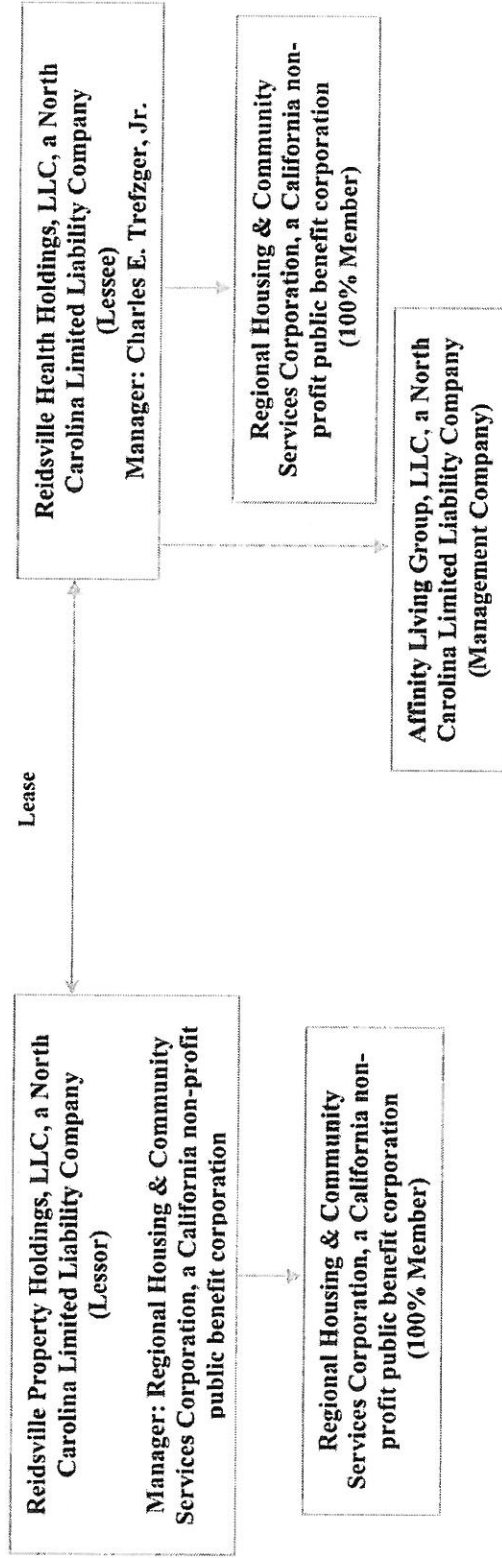 Reidsville Property Holdings, LLC, a North
Carolina Limited Liability Company
(Lessor)
Manager: Regional Housing & Community
Services Corporation, a California non-profit
public benefit corporation
Regional Housing & Community
Services Corporation, a California non-
profit public benefit corporation
(100% Member)
Lease
Reidsville Health Holdings, LLC, a North
Carolina Limited Liability Company
(Lessee)
Manager: Charles E. Trefzger, Jr.
Regional Housing & Community
Services Corporation, a California non-
profit public benefit corporation
(100% Member)
Affinity Living Group, LLC, a North
Carolina Limited Liability Company
(Management Company)